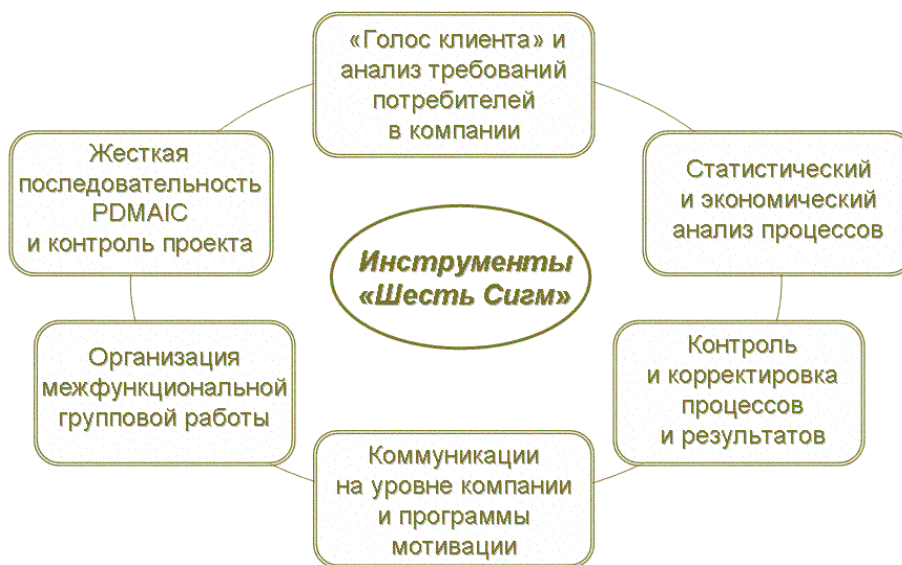 «Голос клиента» и
анализ требований
потребителей
в компании
Жесткая
последовательность
PDMAIC
и контроль проекта
Статистический
и экономический
анализ процессов
Инструменты
«Шесть Сигм»
Организация
межфункциональной
групповой работы
Контроль
и корректировка
процессов
и результатов
Коммуникации
на уровне компании
и программы
мотивации